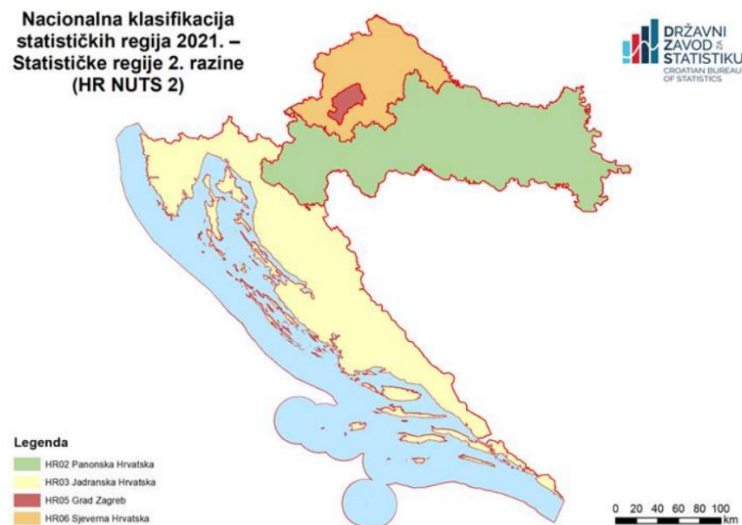 Nacionalna klasifikacija
statističkih regija 2021. –
Statističke regije 2. razine
(HR NUTS 2)
DRŽAVNI
ZAVOD ZA
STATISTIKU
CROATIAN BUREAU
OF STATISTICS
Legenda
HR02 Panonska Hrvatska
HR03 Jadranska Hrvatska
HR05 Grad Zagreb
HR06 Sjeverna Hrvatska
0 20 40 60 80 100
km